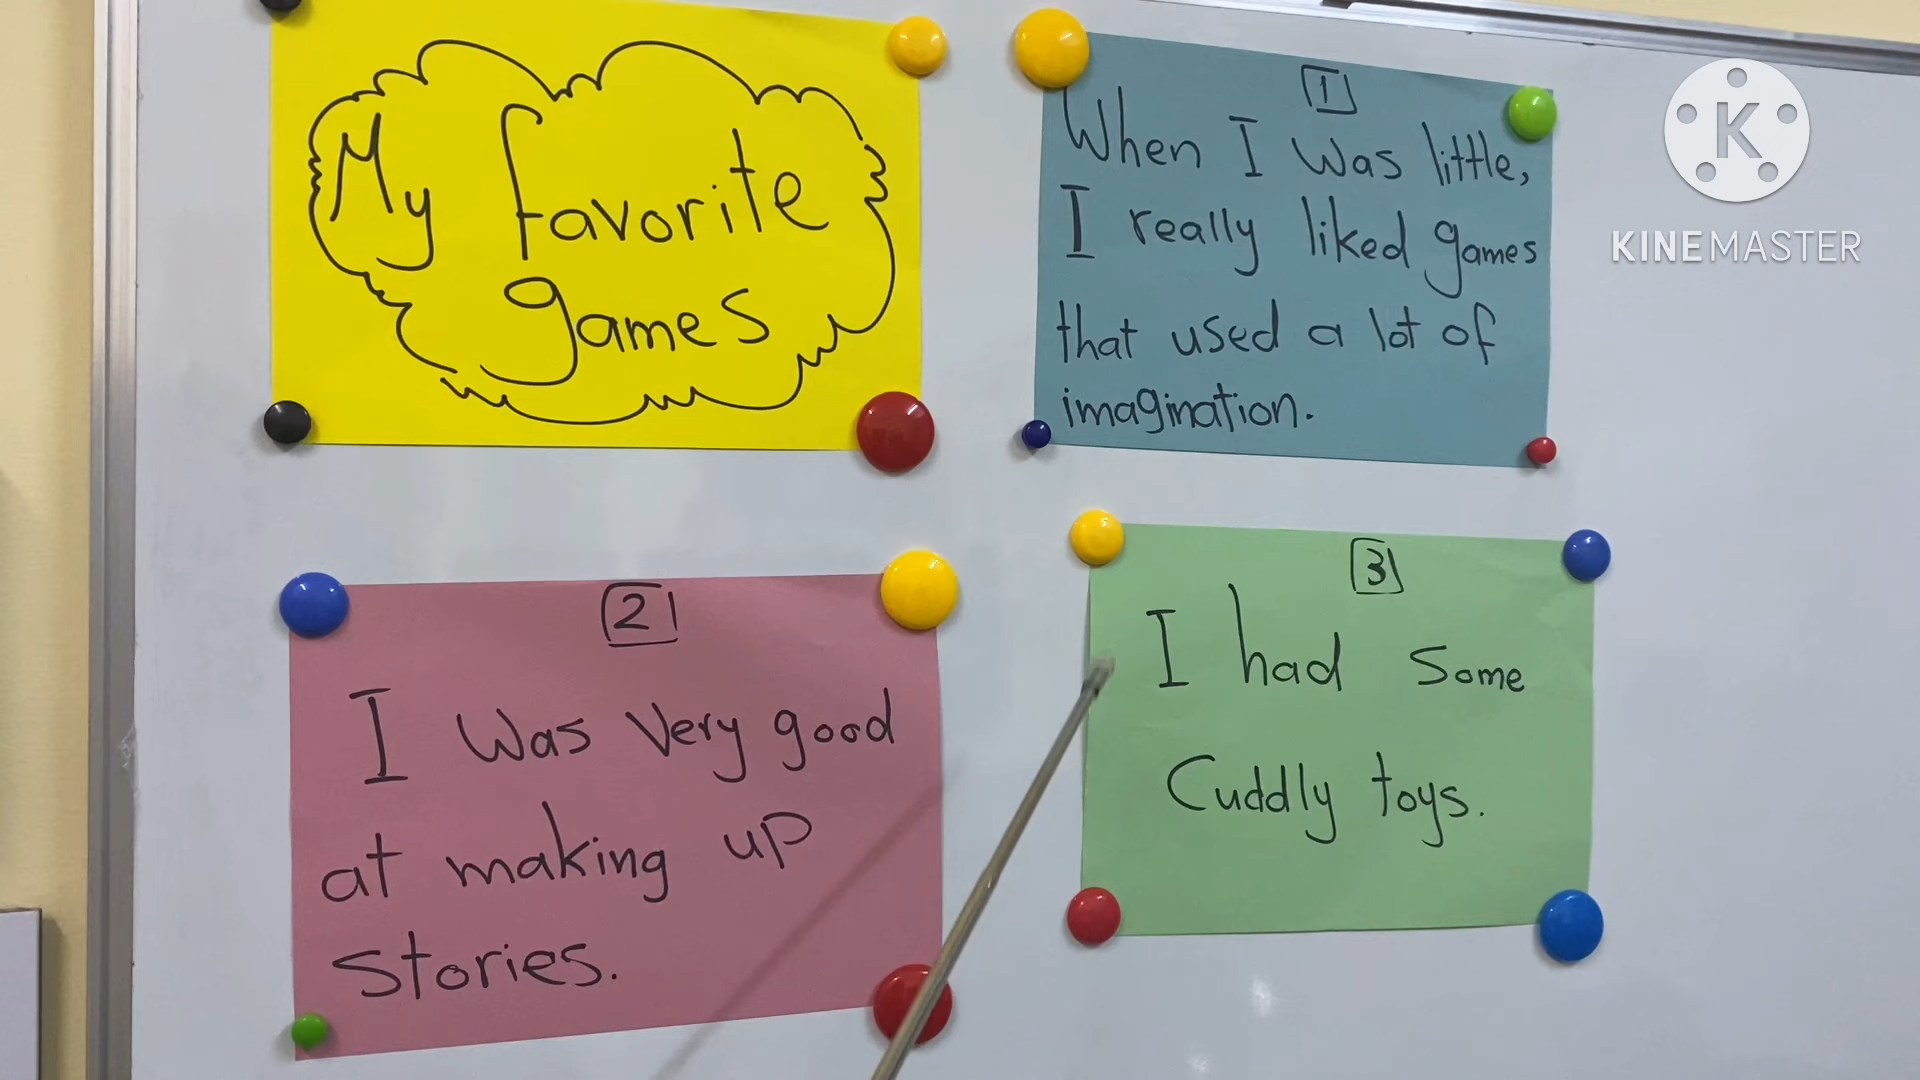 My favorite
games
1
When I was little,
I really liked games
that used a lot of
imagination.
K
KINEMASTER
2
I was very good
at making up
stories.
3
I had some
Cuddly toys.